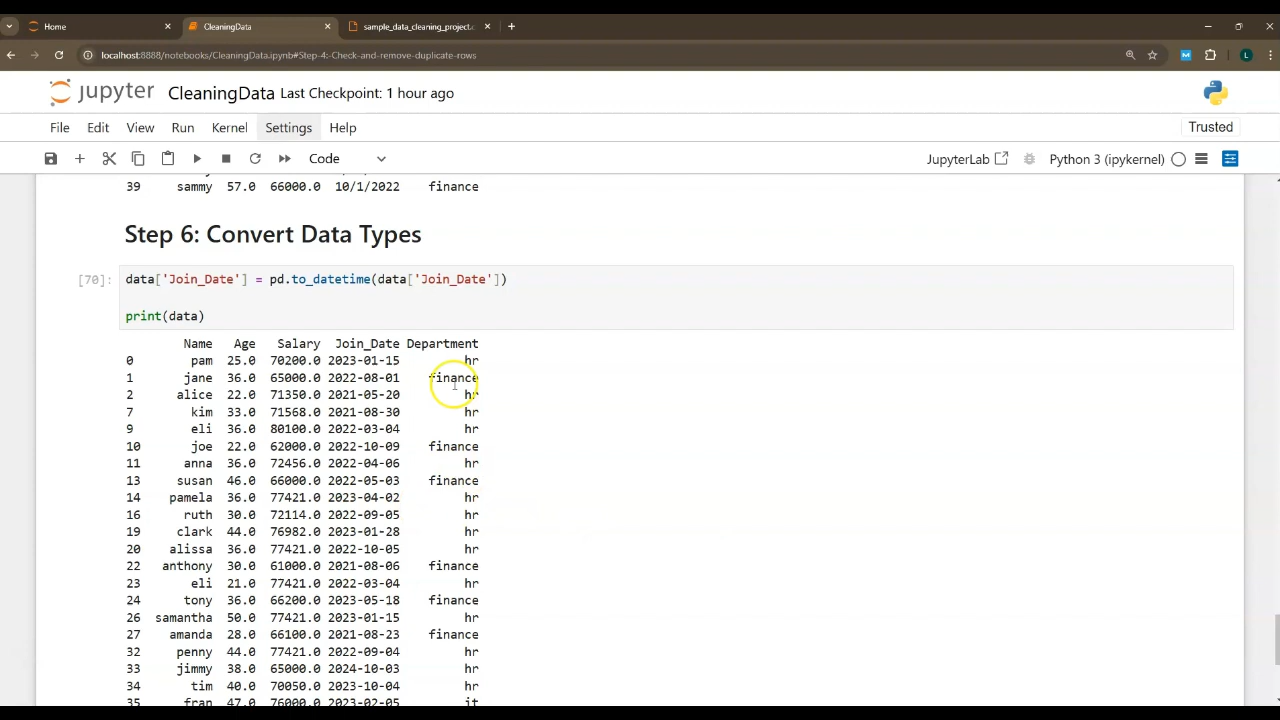 Home
CleaningData
sample_data_cleaning_project.c
localhost:8888/notebooks/CleaningData.ipynb#Step-4:-Check-and-remove-duplicate-rows
L
jupyter CleaningData Last Checkpoint: 1 hour ago
File Edit View Run Kernel Settings Help
Trusted
Code
JupyterLab
Python 3 (ipykernel)
39 sammy 57.0 66000.0 10/1/2022 finance
Step 6: Convert Data Types
[70]: data['Join_Date'] = pd.to_datetime(data['Join_Date'])
print(data)
Name Age Salary Join_Date Department
0 pam 25.0 70200.0 2023-01-15 hr
1 jane 36.0 65000.0 2022-08-01 finance
2 alice 22.0 71350.0 2021-05-20 hr
7 kim 33.0 71568.0 2021-08-30 hr
9 eli 36.0 80100.0 2022-03-04 hr
10 joe 22.0 62000.0 2022-10-09 finance
11 anna 36.0 72456.0 2022-04-06 hr
13 susan 46.0 66000.0 2022-05-03 finance
14 pamela 36.0 77421.0 2023-04-02 hr
16 ruth 30.0 72114.0 2022-09-05 hr
19 clark 44.0 76982.0 2023-01-28 hr
20 alissa 36.0 77421.0 2022-10-05 hr
22 anthony 30.0 61000.0 2021-08-06 finance
23 eli 21.0 77421.0 2022-03-04 hr
24 tony 36.0 66200.0 2023-05-18 finance
26 samantha 50.0 77421.0 2023-01-15 hr
27 amanda 28.0 66100.0 2021-08-23 finance
32 penny 44.0 77421.0 2022-09-04 hr
33 jimmy 38.0 65000.0 2024-10-03 hr
34 tim 40.0 70050.0 2023-10-04 hr
35 fran 47.0 76000.0 2023-02-05 it